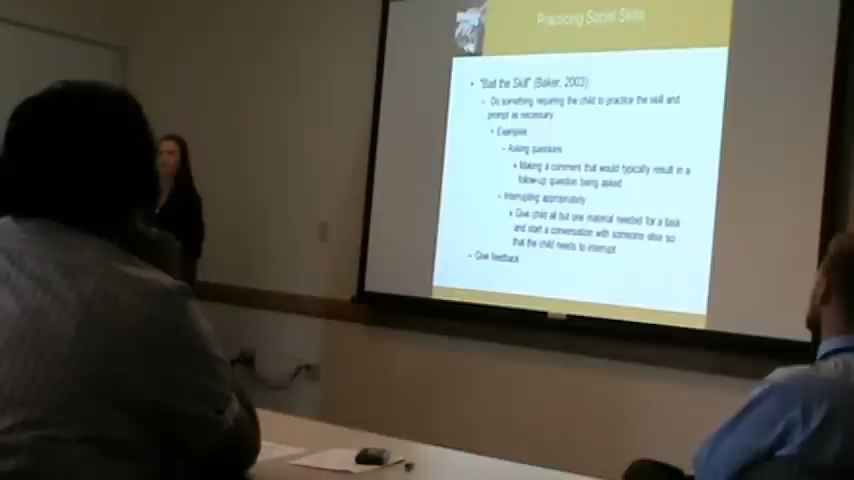 Practicing Social Skills
• "Bait the Skill" (Baker, 2003)
– Do something requiring the child to practice the skill and
prompt as necessary
• Examples
– Asking questions
• Making a comment that would typically result in a
follow-up question being asked
– Interrupting appropriately
• Give child all but one material needed for a task
and start a conversation with someone else so
that the child needs to interrupt
– Give feedback